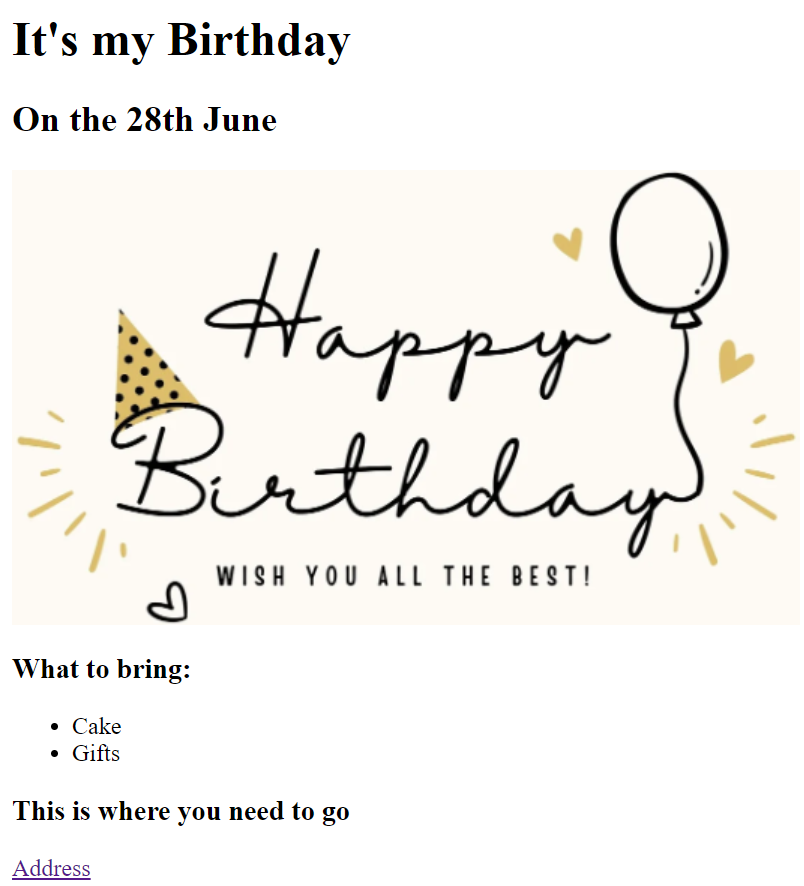 It's my Birthday
On the 28th June
Happy
Birthday
WISH YOU ALL THE BEST!
What to bring:
Cake
Gifts
This is where you need to go
Address